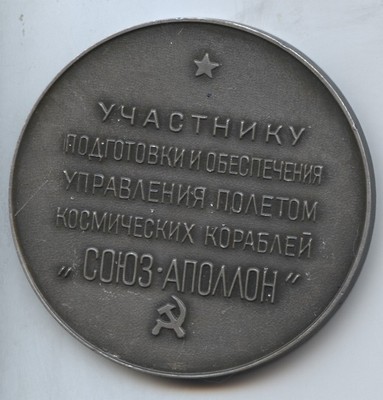 УЧАСТНИКУ
ПОДГОТОВКИ И ОБЕСПЕЧЕНИЯ
УПРАВЛЕНИЯ ПОЛЕТОМ
КОСМИЧЕСКИХ КОРАБЛЕЙ
„СОЮЗ-АПОЛЛОН"